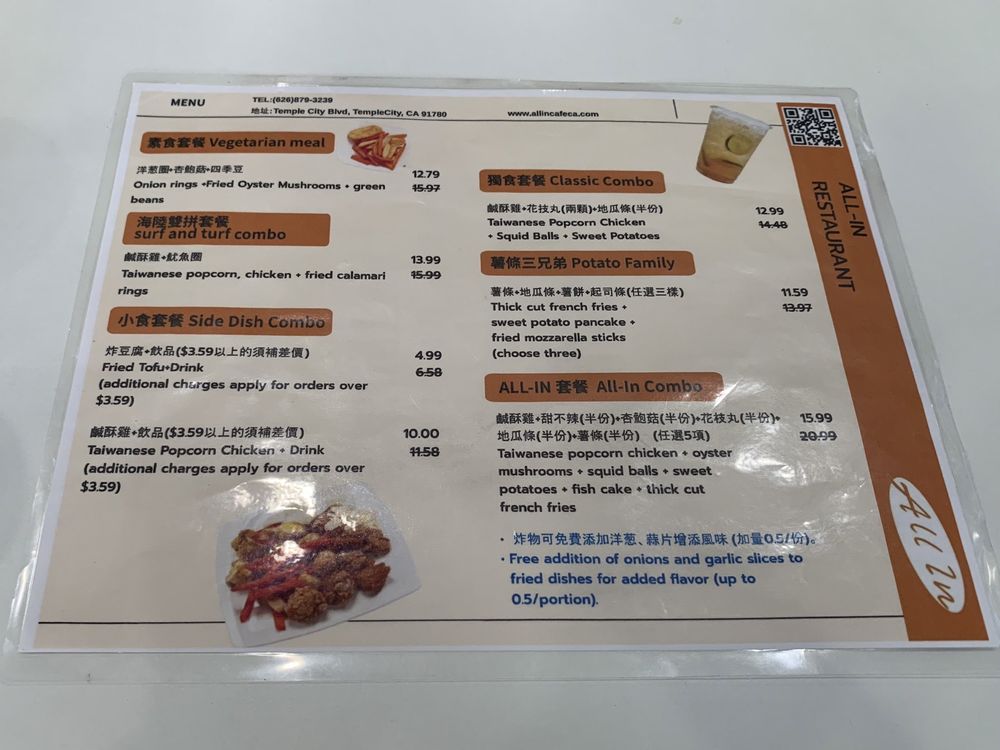 MENU
TEL:(626)879-3239
地址: Temple City Blvd, TempleCity, CA 91780
www.allincafeca.com
素食套餐 Vegetarian meal
洋葱圈+杏鮑菇+四季豆
Onion rings +Fried Oyster Mushrooms + green
beans
12.79
15.97
海陸雙拼套餐
surf and turf combo
鹹酥雞+魷魚圈
Taiwanese popcorn, chicken + fried calamari
rings
13.99
15.99
小食套餐 Side Dish Combo
炸豆腐+飲品($3.59以上的須補差價)
Fried Tofu+Drink
(additional charges apply for orders over
$3.59)
4.99
6.58
鹹酥雞+飲品($3.59以上的須補差價)
Taiwanese Popcorn Chicken + Drink
(additional charges apply for orders over
$3.59)
10.00
11.58
獨食套餐 Classic Combo
鹹酥雞+花枝丸(兩顆)+地瓜條(半份)
Taiwanese Popcorn Chicken
+ Squid Balls + Sweet Potatoes
12.99
14.48
薯條三兄弟 Potato Family
薯條+地瓜條+薯餅+起司條(任選三樣)
Thick cut french fries +
sweet potato pancake +
fried mozzarella sticks
(choose three)
11.59
13.97
ALL-IN 套餐 All-In Combo
鹹酥雞+甜不辣(半份)+杏鮑菇(半份)+花枝丸(半份)+
地瓜條(半份)+薯條(半份) (任選5項)
Taiwanese popcorn chicken + oyster
mushrooms + squid balls + sweet
potatoes + fish cake + thick cut
french fries
15.99
20.99
· 炸物可免費添加洋葱、蒜片增添風味 (加量0.5/份)。
· Free addition of onions and garlic slices to
fried dishes for added flavor (up to
0.5/portion).
ALL-IN
RESTAURANT
All In